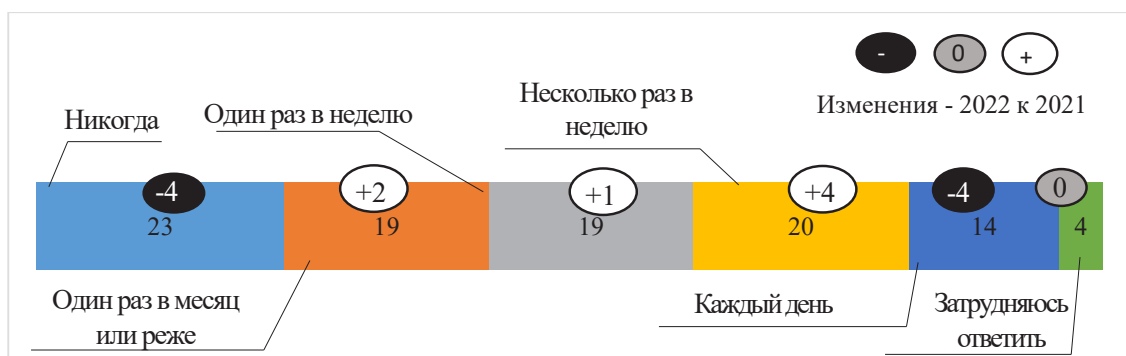 - 0 +
Изменения - 2022 к 2021
Несколько раз в
неделю
Один раз в неделю
Никогда
-4 +2 +1 +4 -4 0
23 19 19 20 14 4
Один раз в месяц
или реже
Каждый день
Затрудняюсь
ответить